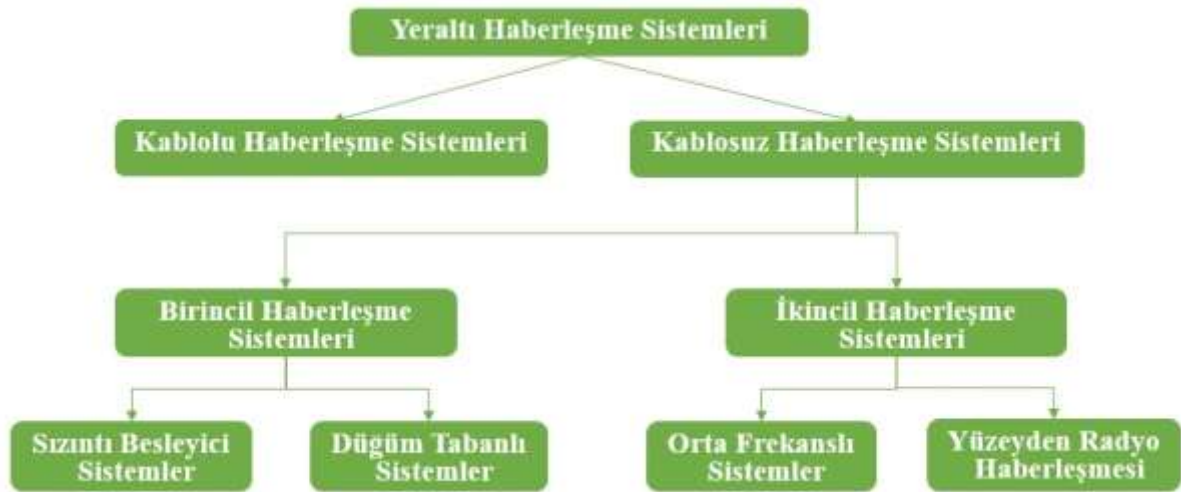 Yeraltı Haberleşme Sistemleri
Kablolu Haberleşme Sistemleri
Kablosuz Haberleşme Sistemleri
Birincil Haberleşme
Sistemleri
İkincil Haberleşme
Sistemleri
Sızıntı Besleyici
Sistemler
Düğüm Tabanlı
Sistemler
Orta Frekanslı
Sistemler
Yüzeyden Radyo
Haberleşmesi